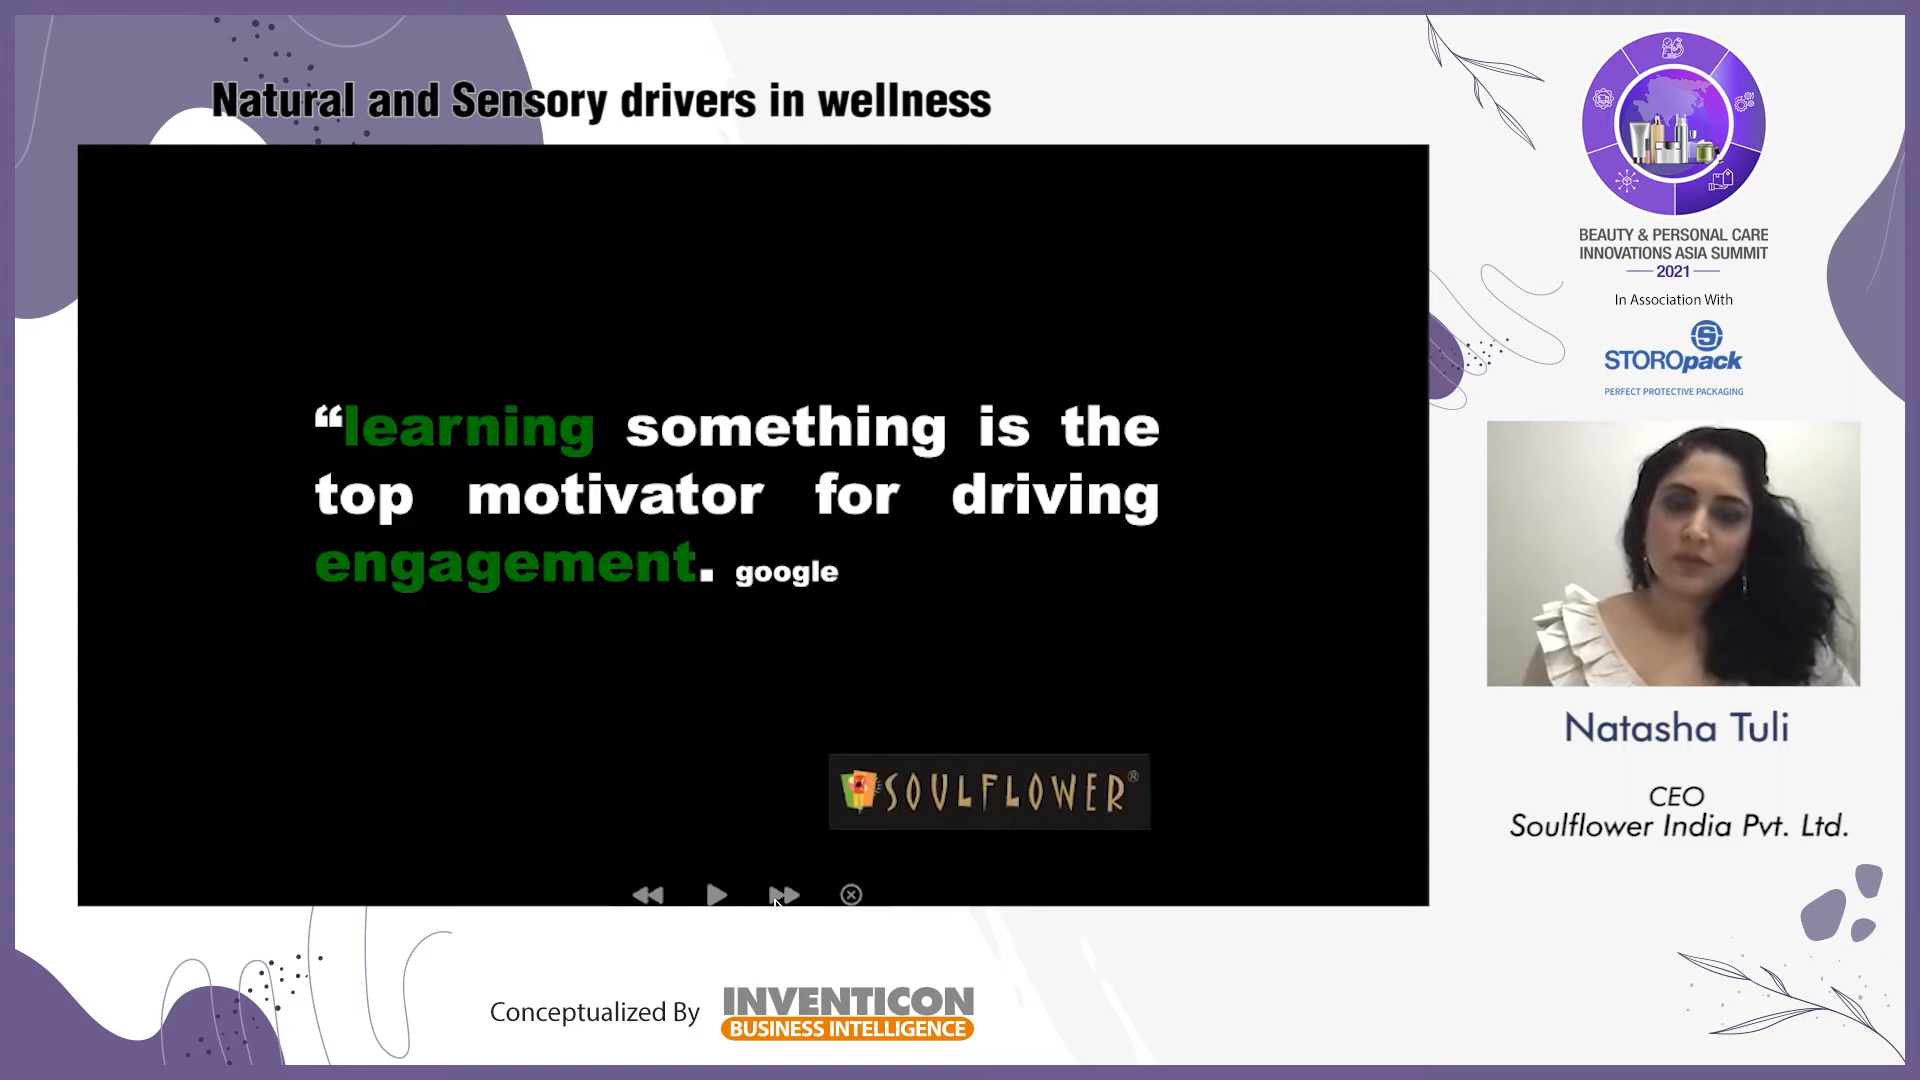 Natural and Sensory drivers in wellness
“learning something is the
top motivator for driving
engagement. google
SOULFLOWER®
BEAUTY & PERSONAL CARE
INNOVATIONS ASIA SUMMIT
2021
In Association With
S
STOROpack
PERFECT PROTECTIVE PACKAGING
Natasha Tuli
CEO
Soulflower India Pvt. Ltd.
Conceptualized By
INVENTICON
BUSINESS INTELLIGENCE